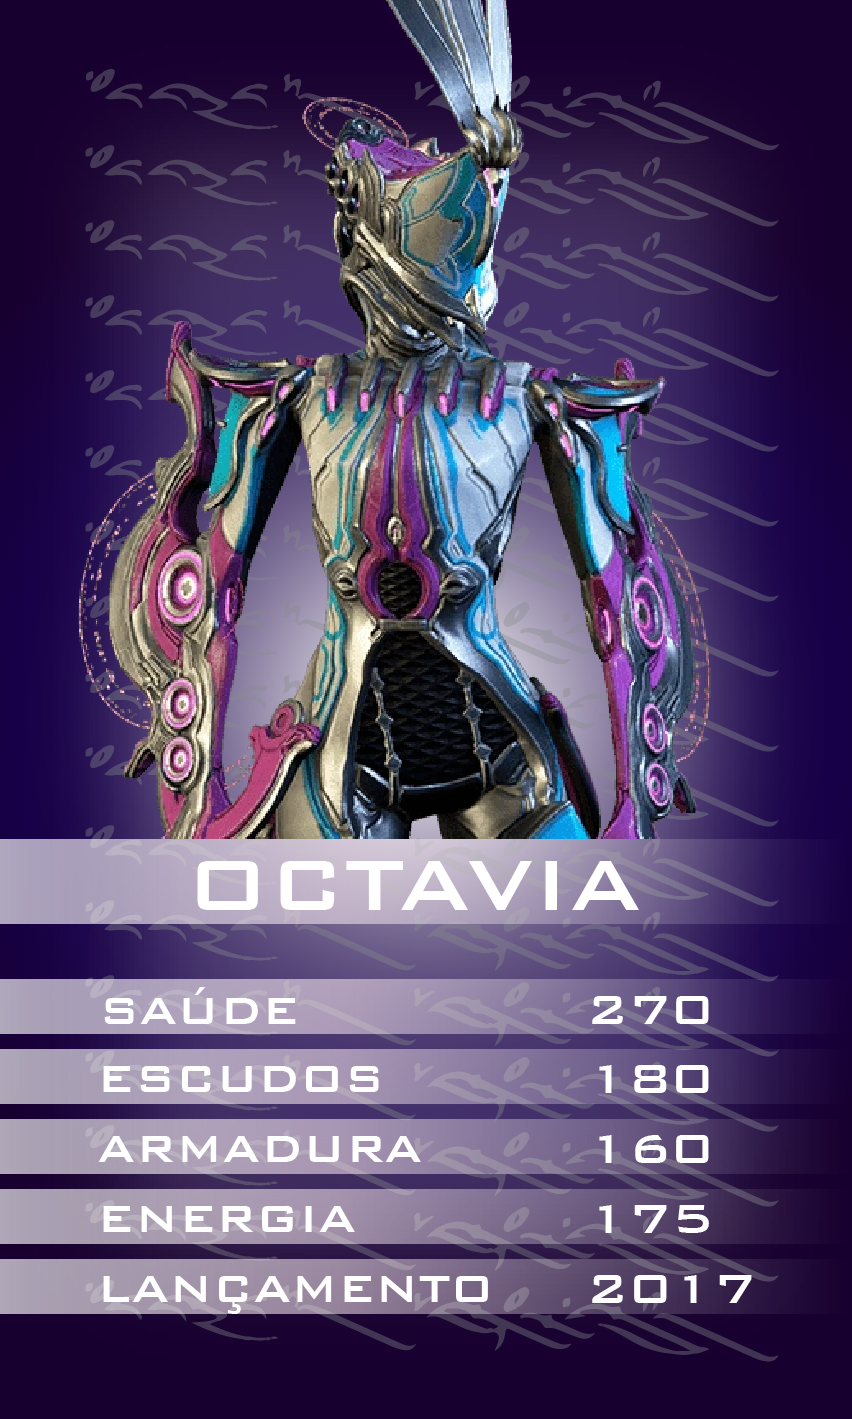 OCTAVIA
SAÚDE 270
ESCUDOS 180
ARMADURA 160
ENERGIA 175
LANÇAMENTO 2017